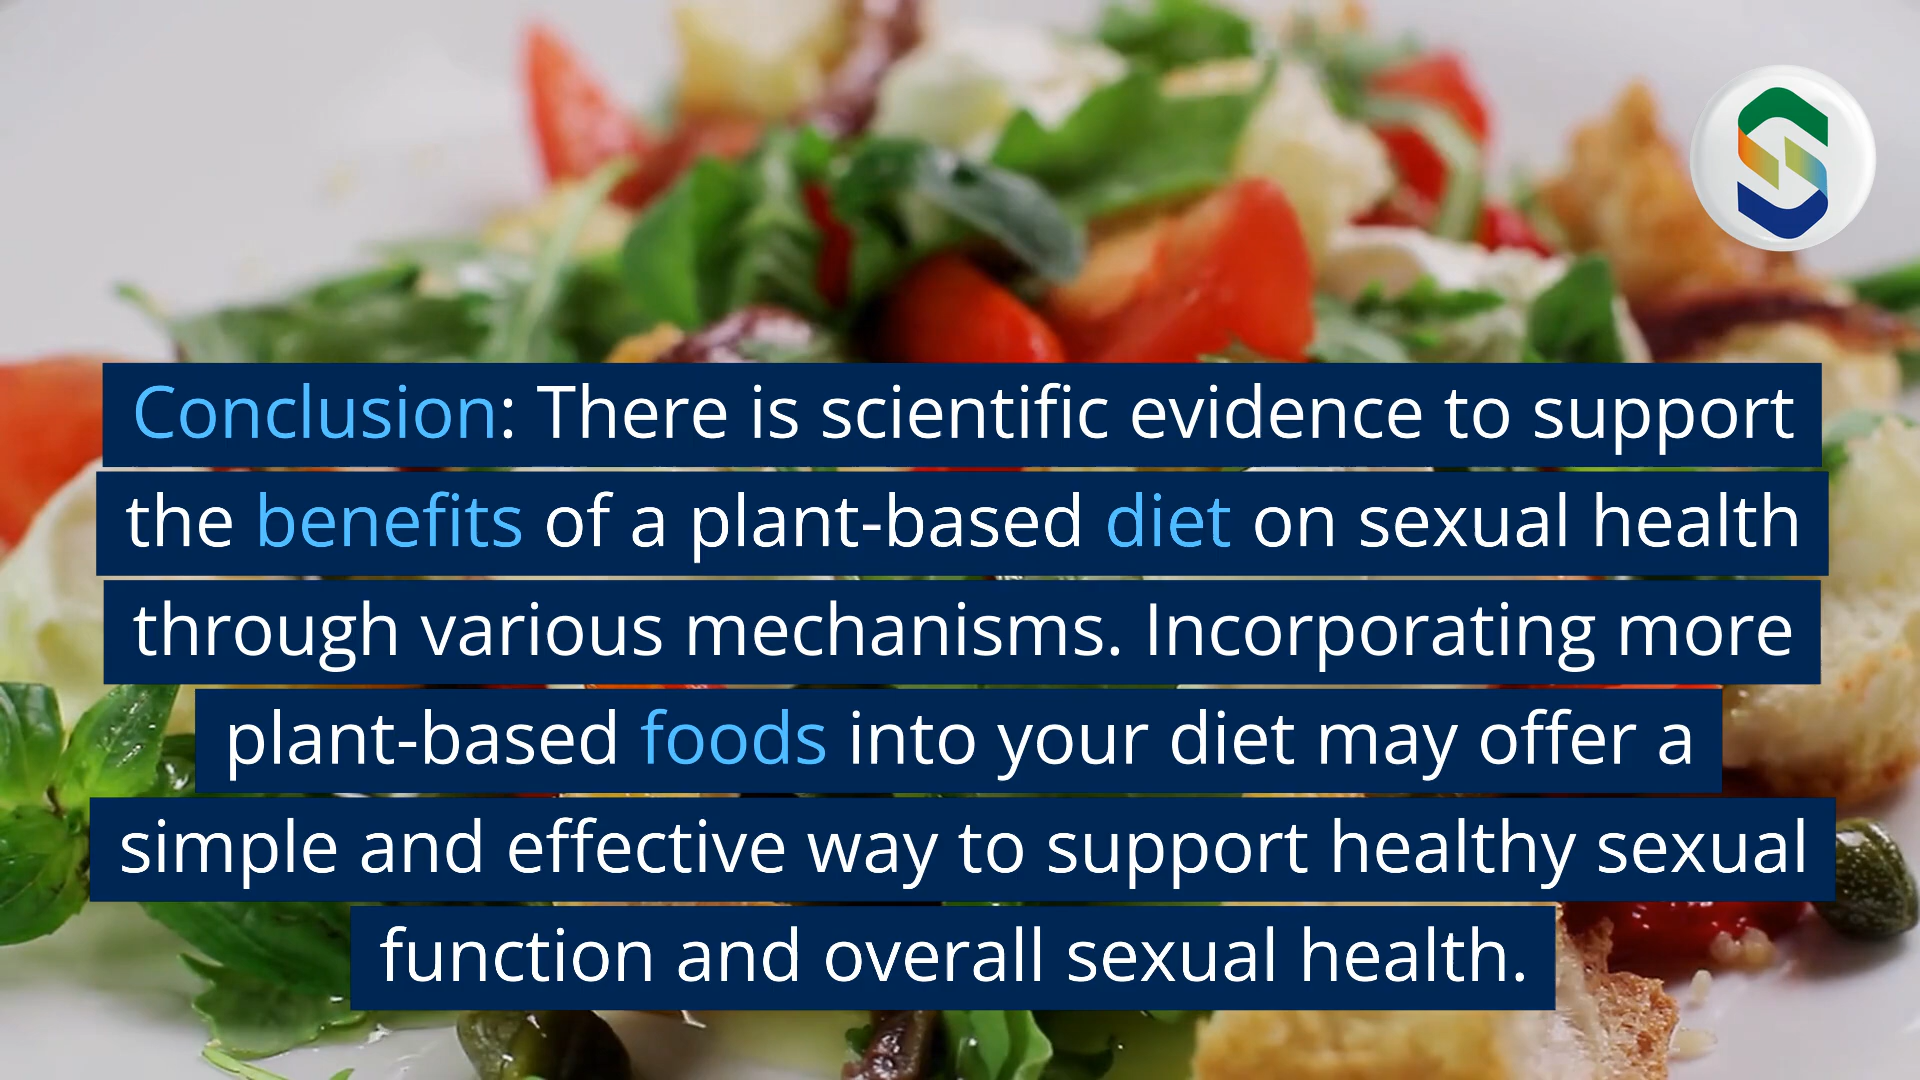 Conclusion: There is scientific evidence to support
the benefits of a plant-based diet on sexual health
through various mechanisms. Incorporating more
plant-based foods into your diet may offer a
simple and effective way to support healthy sexual
function and overall sexual health.